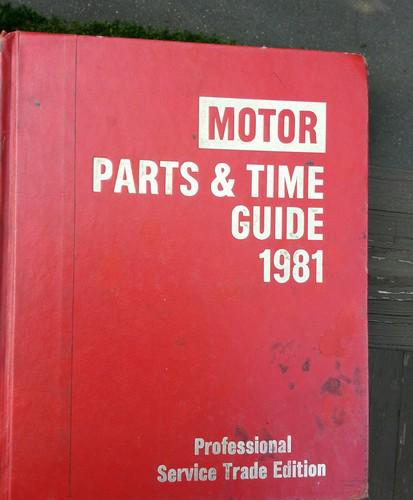 MOTOR
PARTS & TIME
GUIDE
1981
Professional
Service Trade Edition